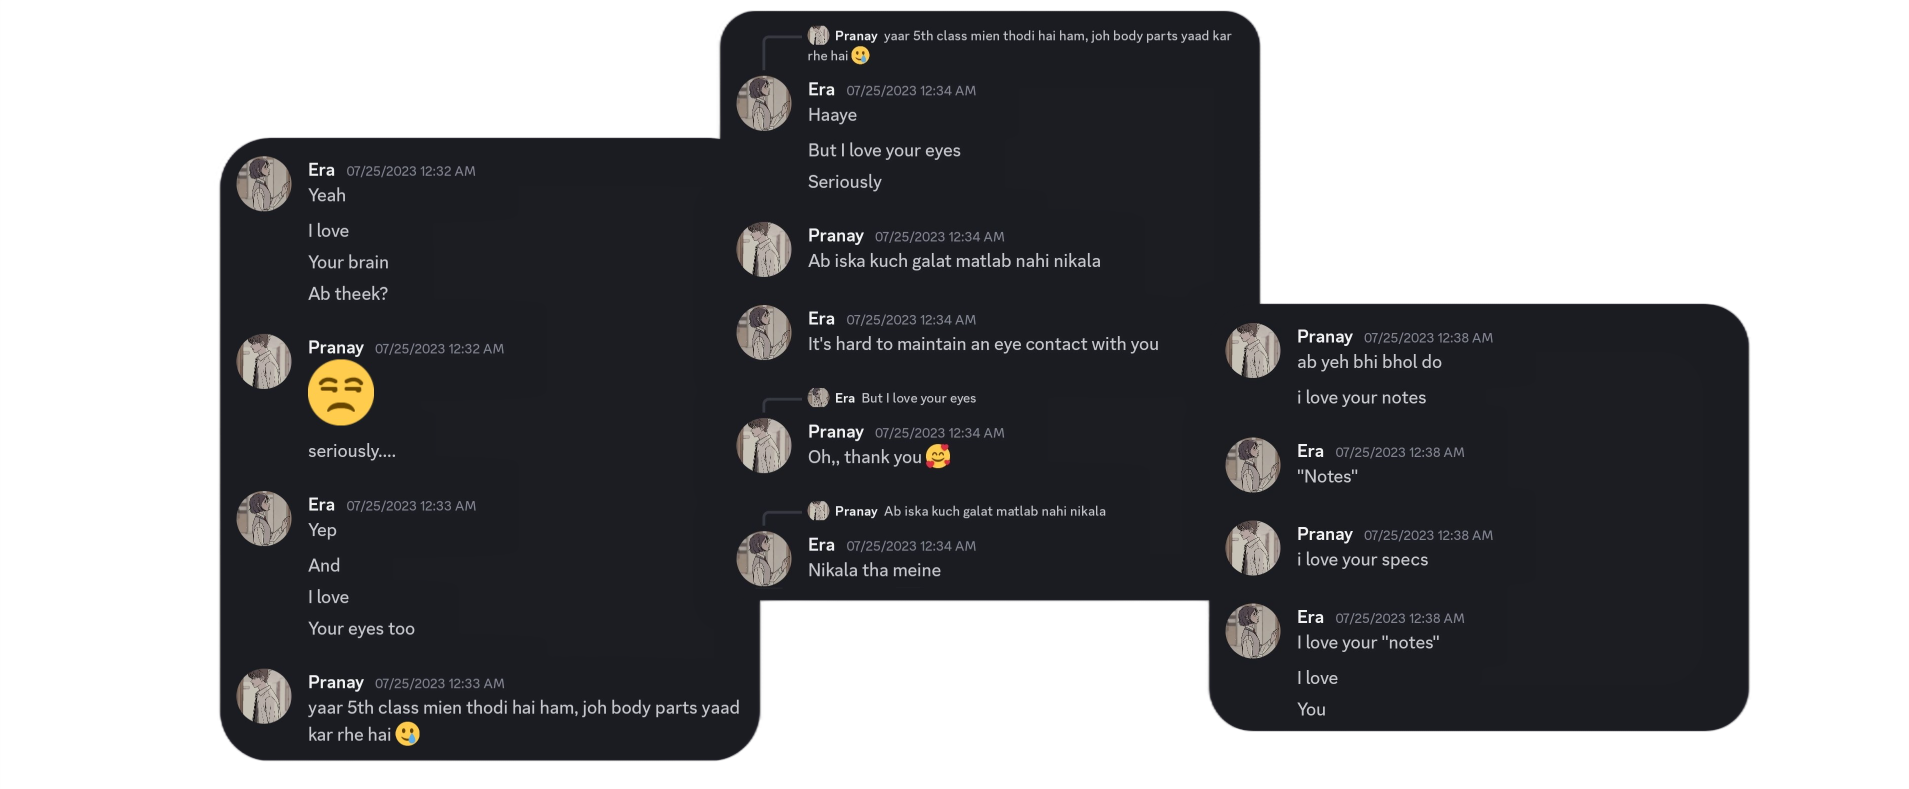 Era 07/25/2023 12:32 AM
Yeah
I love
Your brain
Ab theek?
Pranay 07/25/2023 12:32 AM
seriously....
Era 07/25/2023 12:33 AM
Yep
And
I love
Your eyes too
Pranay 07/25/2023 12:33 AM
yaar 5th class mien thodi hai ham, joh body parts yaad
kar rhe hai 🥲
Pranay yaar 5th class mien thodi hai ham, joh body parts yaad kar
rhe hai 🥲
Era 07/25/2023 12:34 AM
Haaye
But I love your eyes
Seriously
Pranay 07/25/2023 12:34 AM
Ab iska kuch galat matlab nahi nikala
Era 07/25/2023 12:34 AM
It's hard to maintain an eye contact with you
Era But I love your eyes
Pranay 07/25/2023 12:34 AM
Oh,, thank you 🥰
Pranay Ab iska kuch galat matlab nahi nikala
Era 07/25/2023 12:34 AM
Nikala tha meine
Pranay 07/25/2023 12:38 AM
ab yeh bhi bhol do
i love your notes
Era 07/25/2023 12:38 AM
"Notes"
Pranay 07/25/2023 12:38 AM
i love your specs
Era 07/25/2023 12:38 AM
I love your "notes"
I love
You